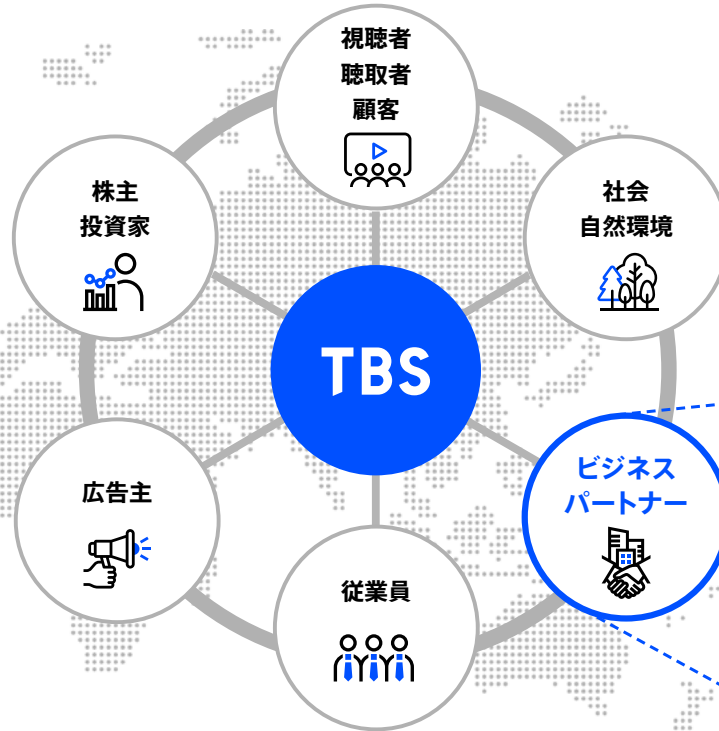 視聴者
聴取者
顧客
株主
投資家
社会
自然環境
TBS
広告主
ビジネス
パートナー
従業員